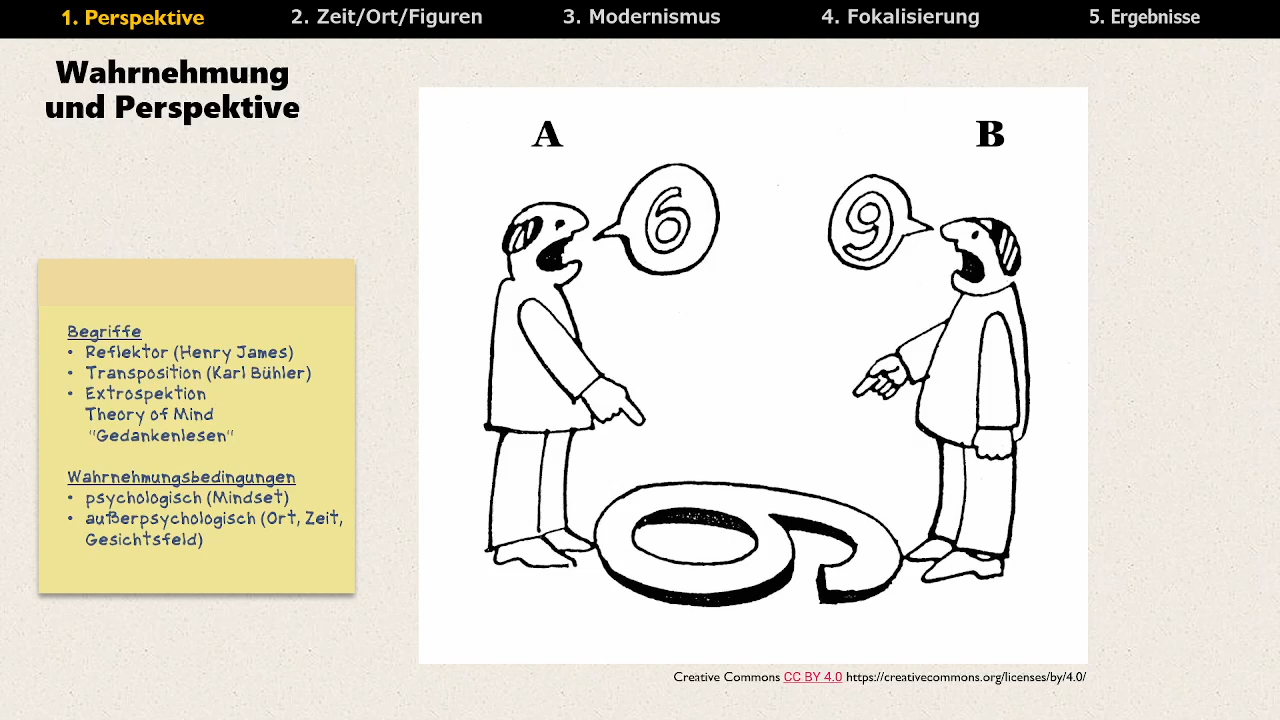 1. Perspektive 2. Zeit/Ort/Figuren 3. Modernismus 4. Fokalisierung 5. Ergebnisse
Wahrnehmung
und Perspektive
A B
6 9
Begriffe
• Reflektor (Henry James)
• Transposition (Karl Bühler)
• Extrospektion
Theory of Mind
"Gedankenlesen"
Wahrnehmungsbedingungen
• psychologisch (Mindset)
• außerpsychologisch (Ort, Zeit,
Gesichtsfeld)
Creative Commons CC BY 4.0 https://creativecommons.org/licenses/by/4.0/